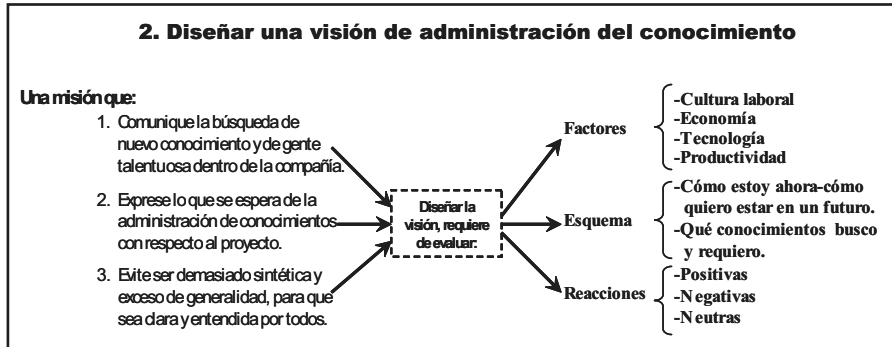 2. Diseñar una visión de administración del conocimiento
Una misión que:
1. Comunique la búsqueda de
nuevo conocimiento y de gente
talentuosa dentro de la compañía.
2. Exprese lo que se espera de la
administración de conocimientos
con respecto al proyecto.
3. Evite ser demasiado sintética y
exceso de generalidad, para que
sea clara y entendida por todos.
Diseñar la
visión, requiere
de evaluar:
Factores
-Cultura laboral
-Economía
-Tecnología
-Productividad
Esquema
-Cómo estoy ahora-cómo
quiero estar en un futuro.
-Qué conocimientos busco
y requiero.
Reacciones
-Positivas
-Negativas
-Neutras